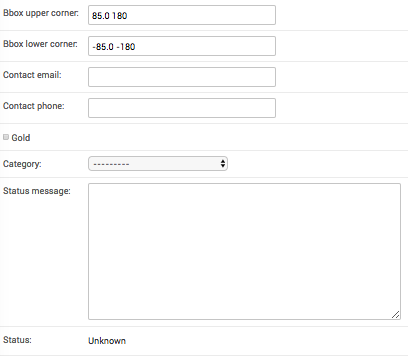 Bbox upper corner: 85.0 180
Bbox lower corner: -85.0 -180
Contact email:
Contact phone:
Gold
Category: ---------
Status message:
Status: Unknown